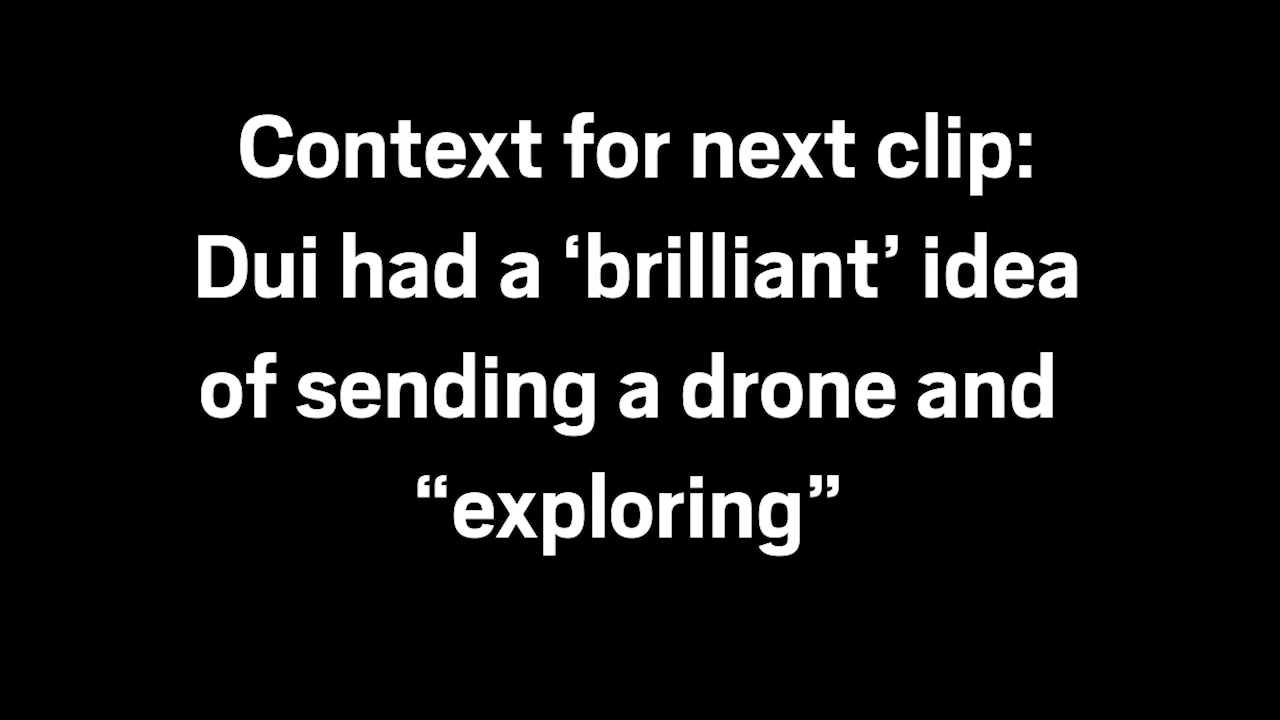 Context for next clip:
Dui had a ‘brilliant’ idea
of sending a drone and
“exploring”